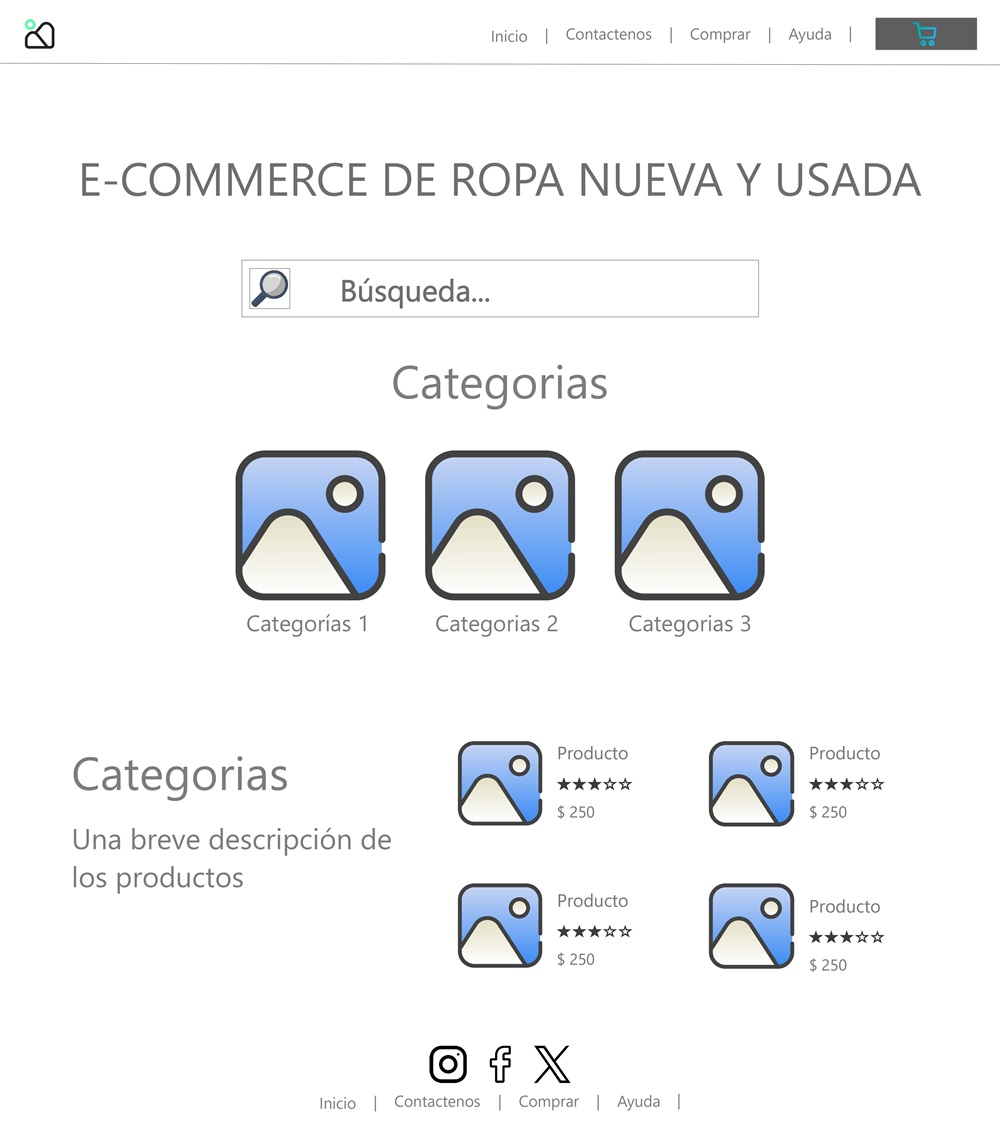 Inicio | Contactenos | Comprar | Ayuda |
E-COMMERCE DE ROPA NUEVA Y USADA
Búsqueda...
Categorias
Categorías 1 Categorias 2 Categorias 3
Categorias
Una breve descripción de
los productos
Producto
★★★☆☆
$ 250
Producto
★★★☆☆
$ 250
Producto
★★★☆☆
$ 250
Producto
★★★☆☆
$ 250
Inicio | Contactenos | Comprar | Ayuda |